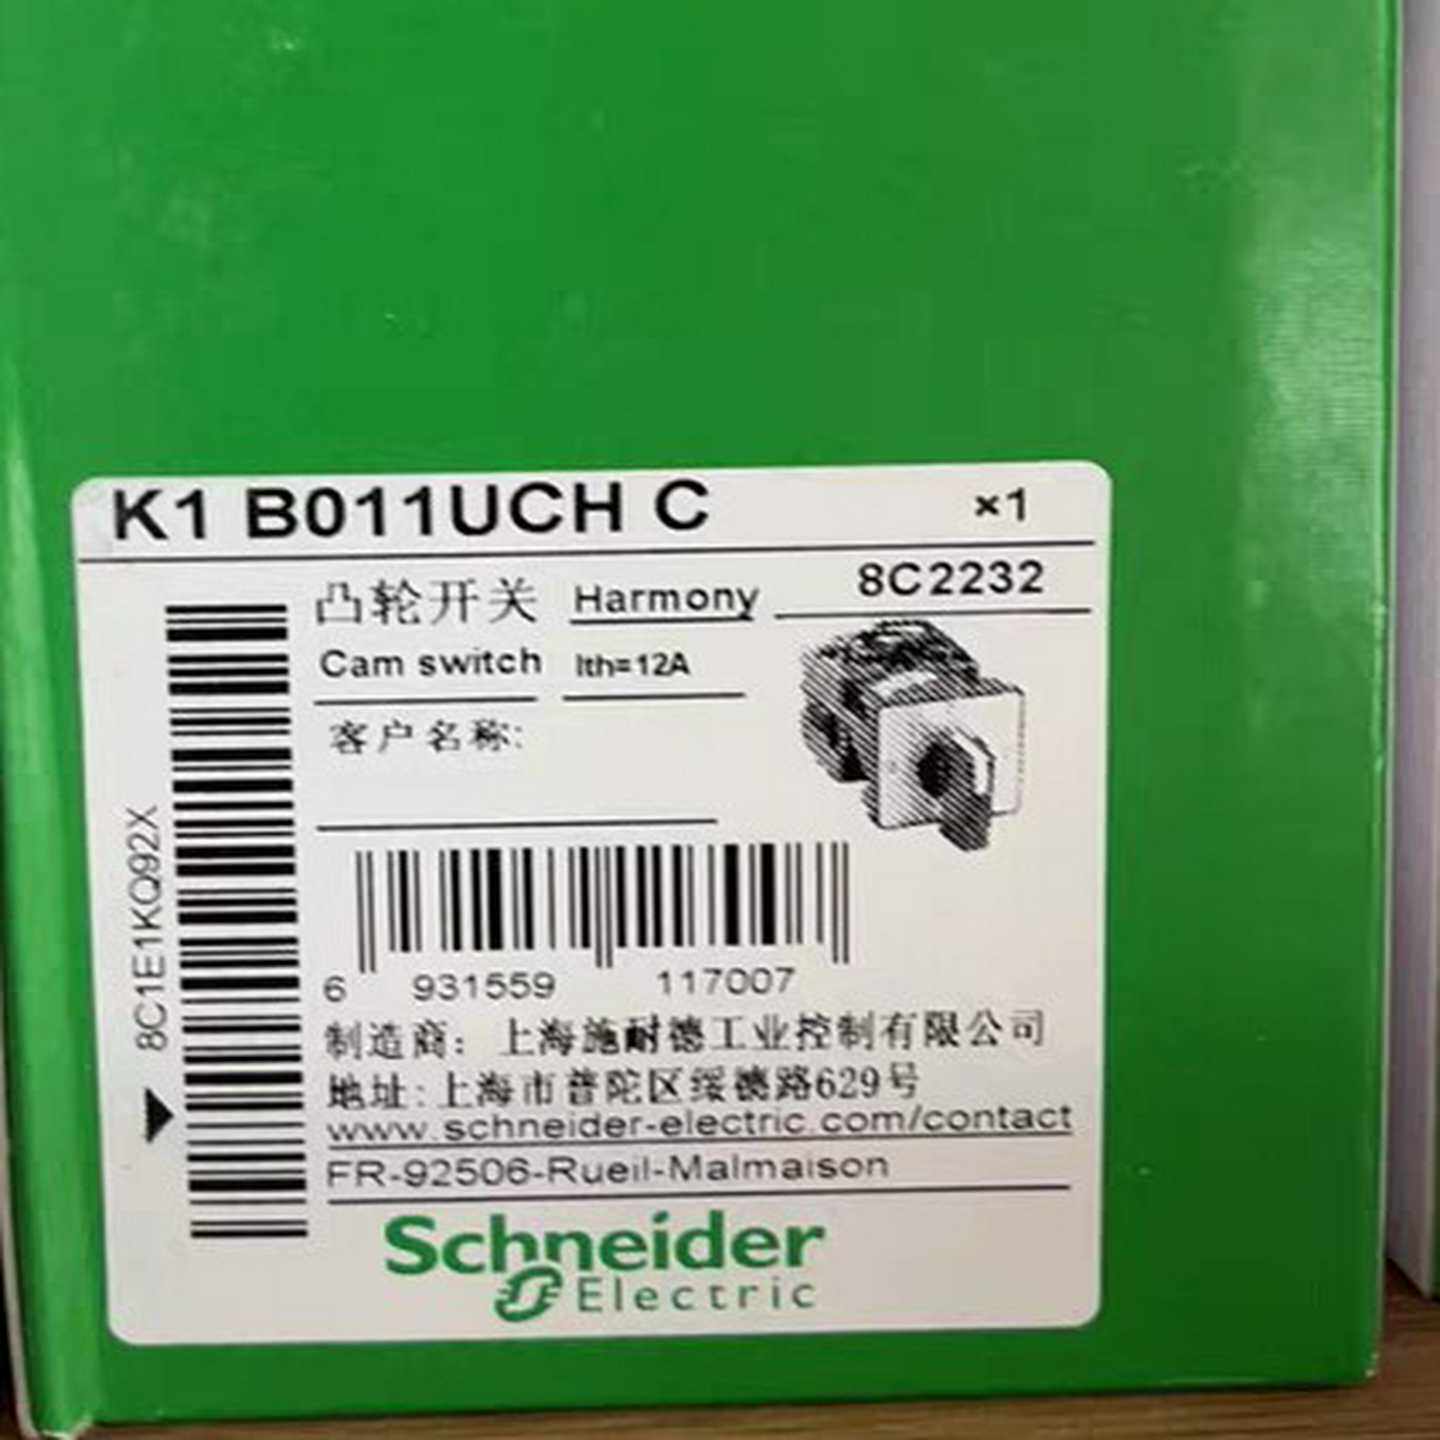 K1 B011UCH C ×1
8C2232
凸轮开关 Harmony
Cam switch Ith=12A
客户名称:
8C1E1KQ92X
6 931559 117007
制造商: 上海施耐德工业控制有限公司
地址:上海市普陀区绥德路629号
www.schneider-electric.com/contact
FR-92506-Rueil-Malmaison
Schneider
Electric